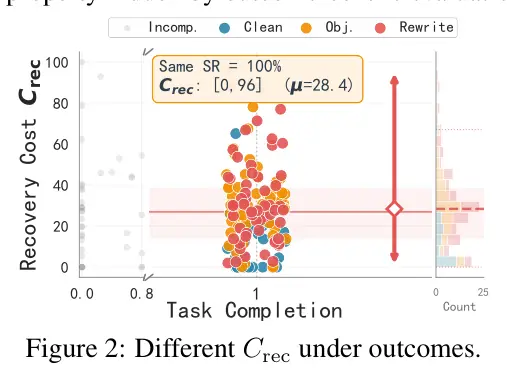 Incomp. Clean Obj. Rewrite
Same SR = 100%
Crec: [0,96] (μ=28.4)
Recovery Cost Crec
100
80
60
40
20
0
0.0 0.8 1
Task Completion
0 25
Count
Figure 2: Different Crec under outcomes.